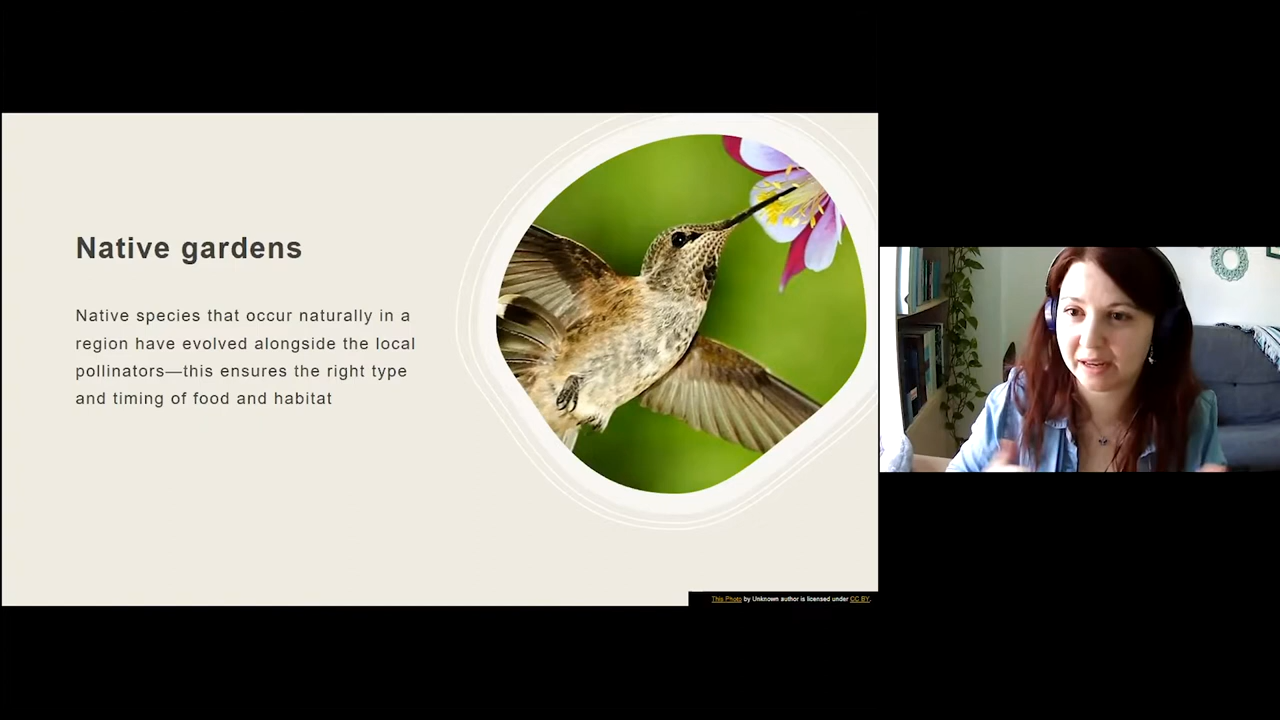 Native gardens
Native species that occur naturally in a
region have evolved alongside the local
pollinators—this ensures the right type
and timing of food and habitat
This Photo by Unknown author is licensed under CC BY.